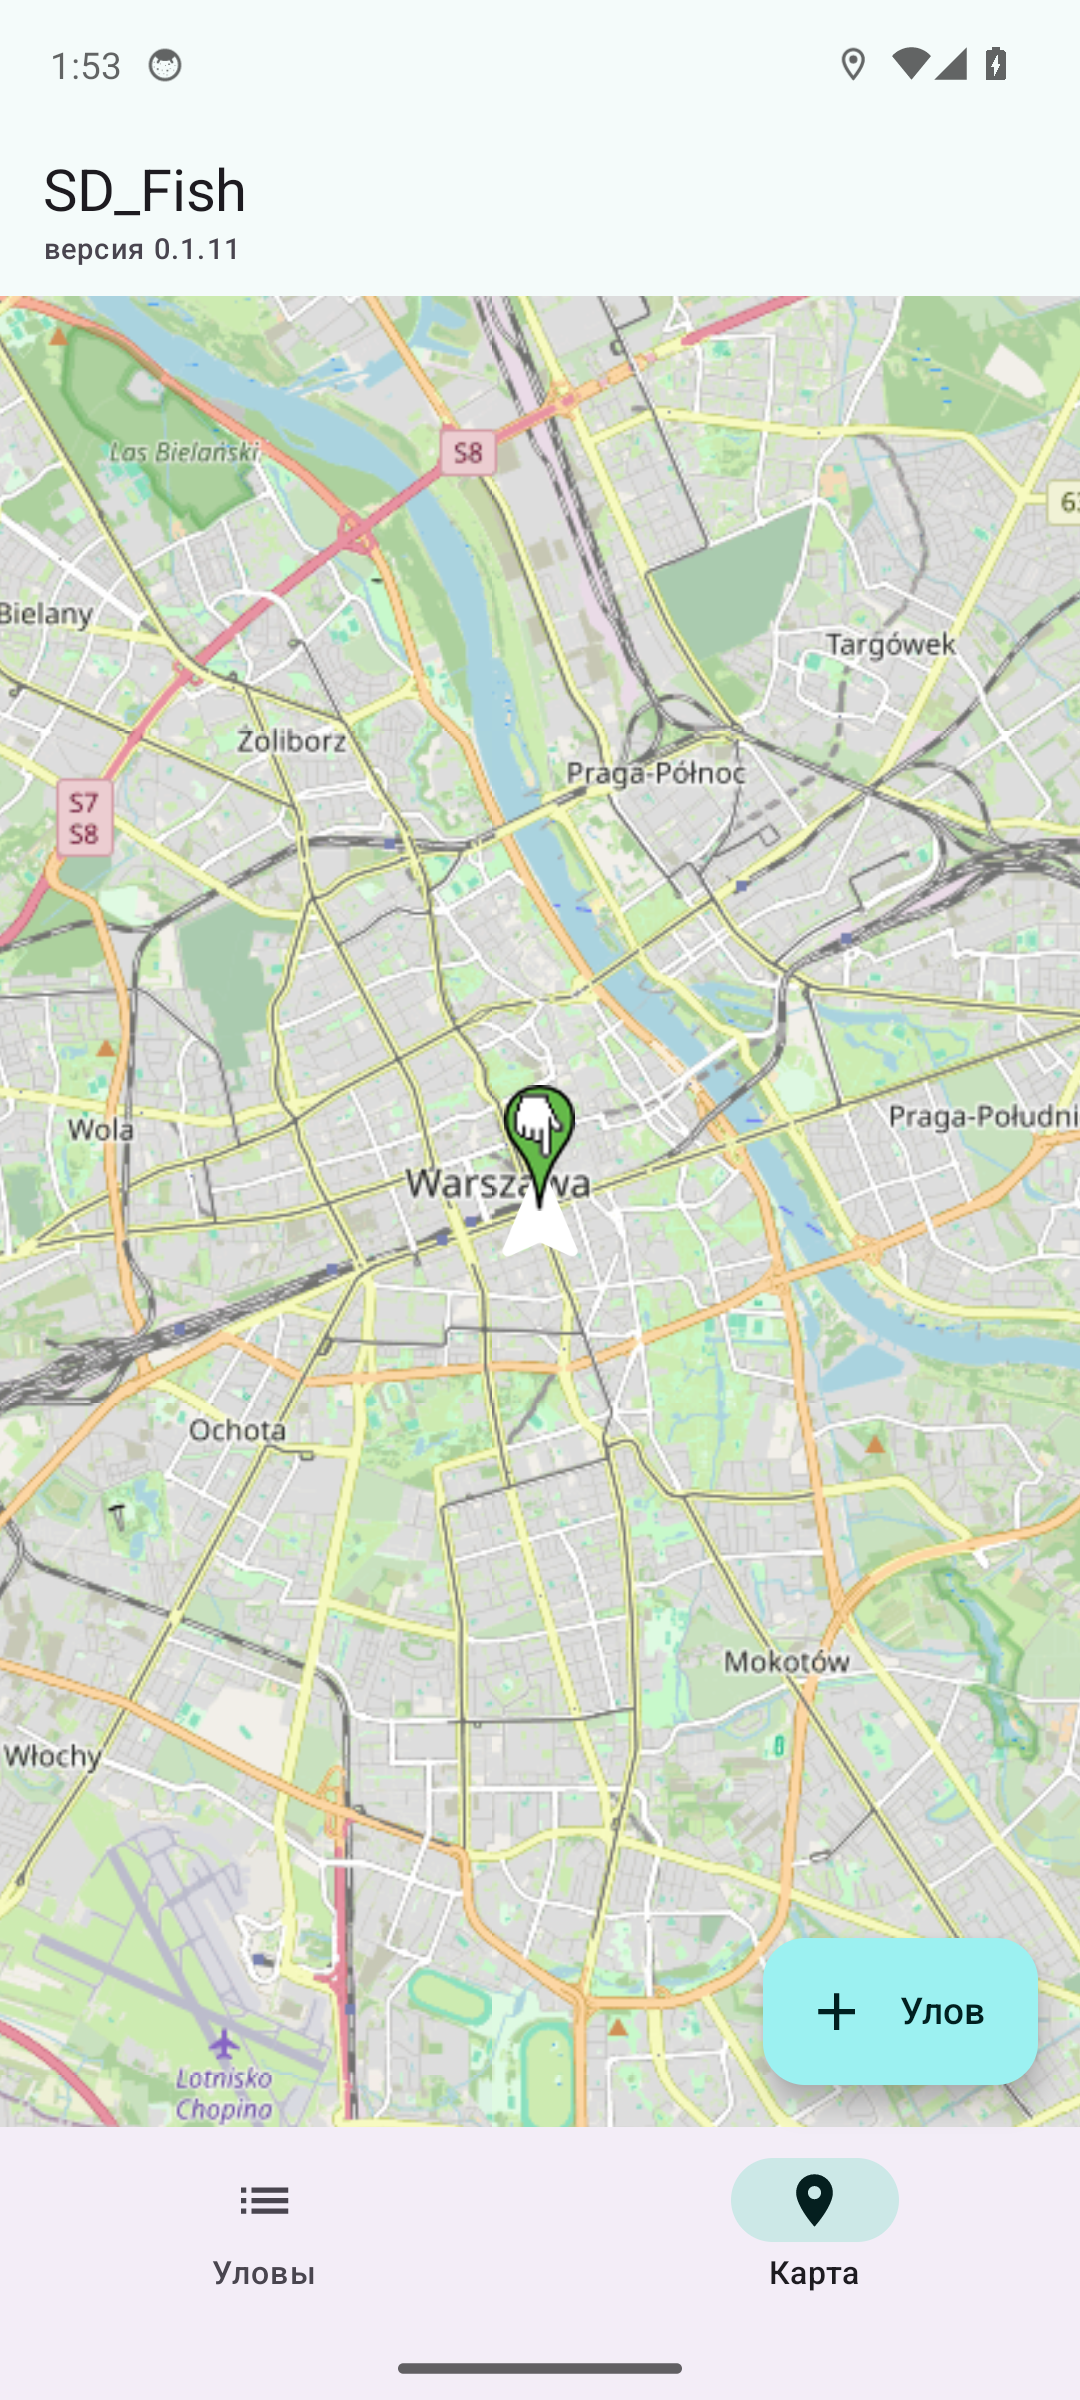 1:53
SD_Fish
версия 0.1.11
Las Bielański
S8
Bielany
Targówek
Żoliborz
Praga-Północ
S7
S8
Wola
Praga-Południ
Warszawa
Ochota
Mokotów
Włochy
Lotnisko
Chopina
Улов
Уловы
Карта